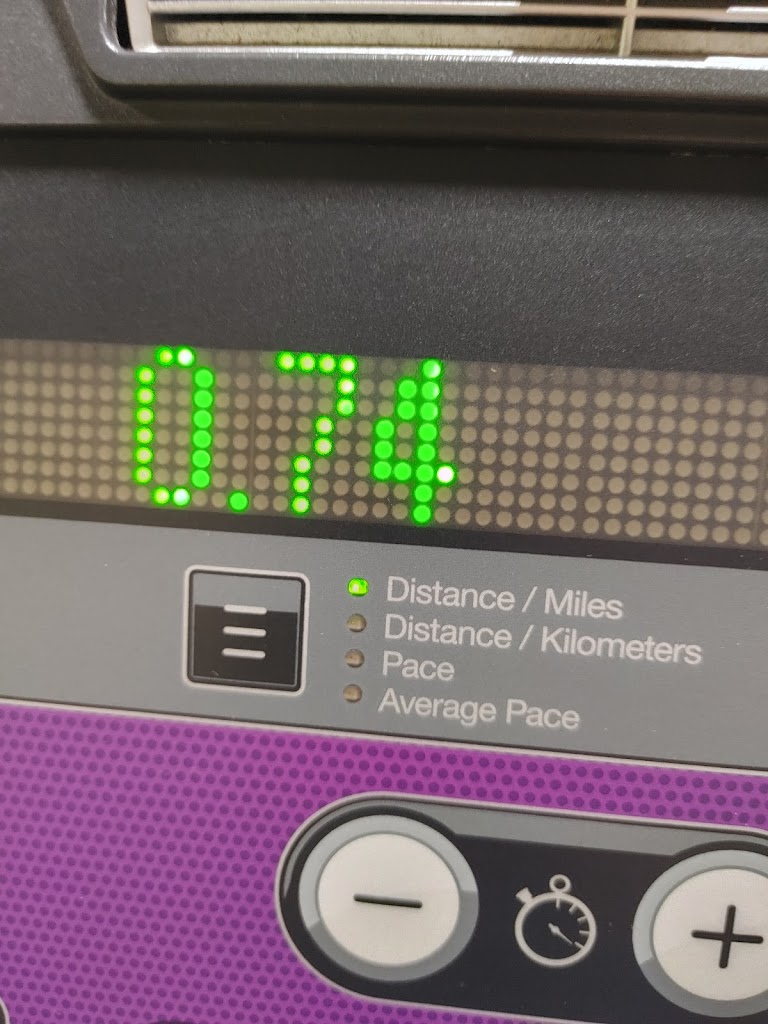 0.74
Distance / Miles
Distance / Kilometers
Pace
Average Pace